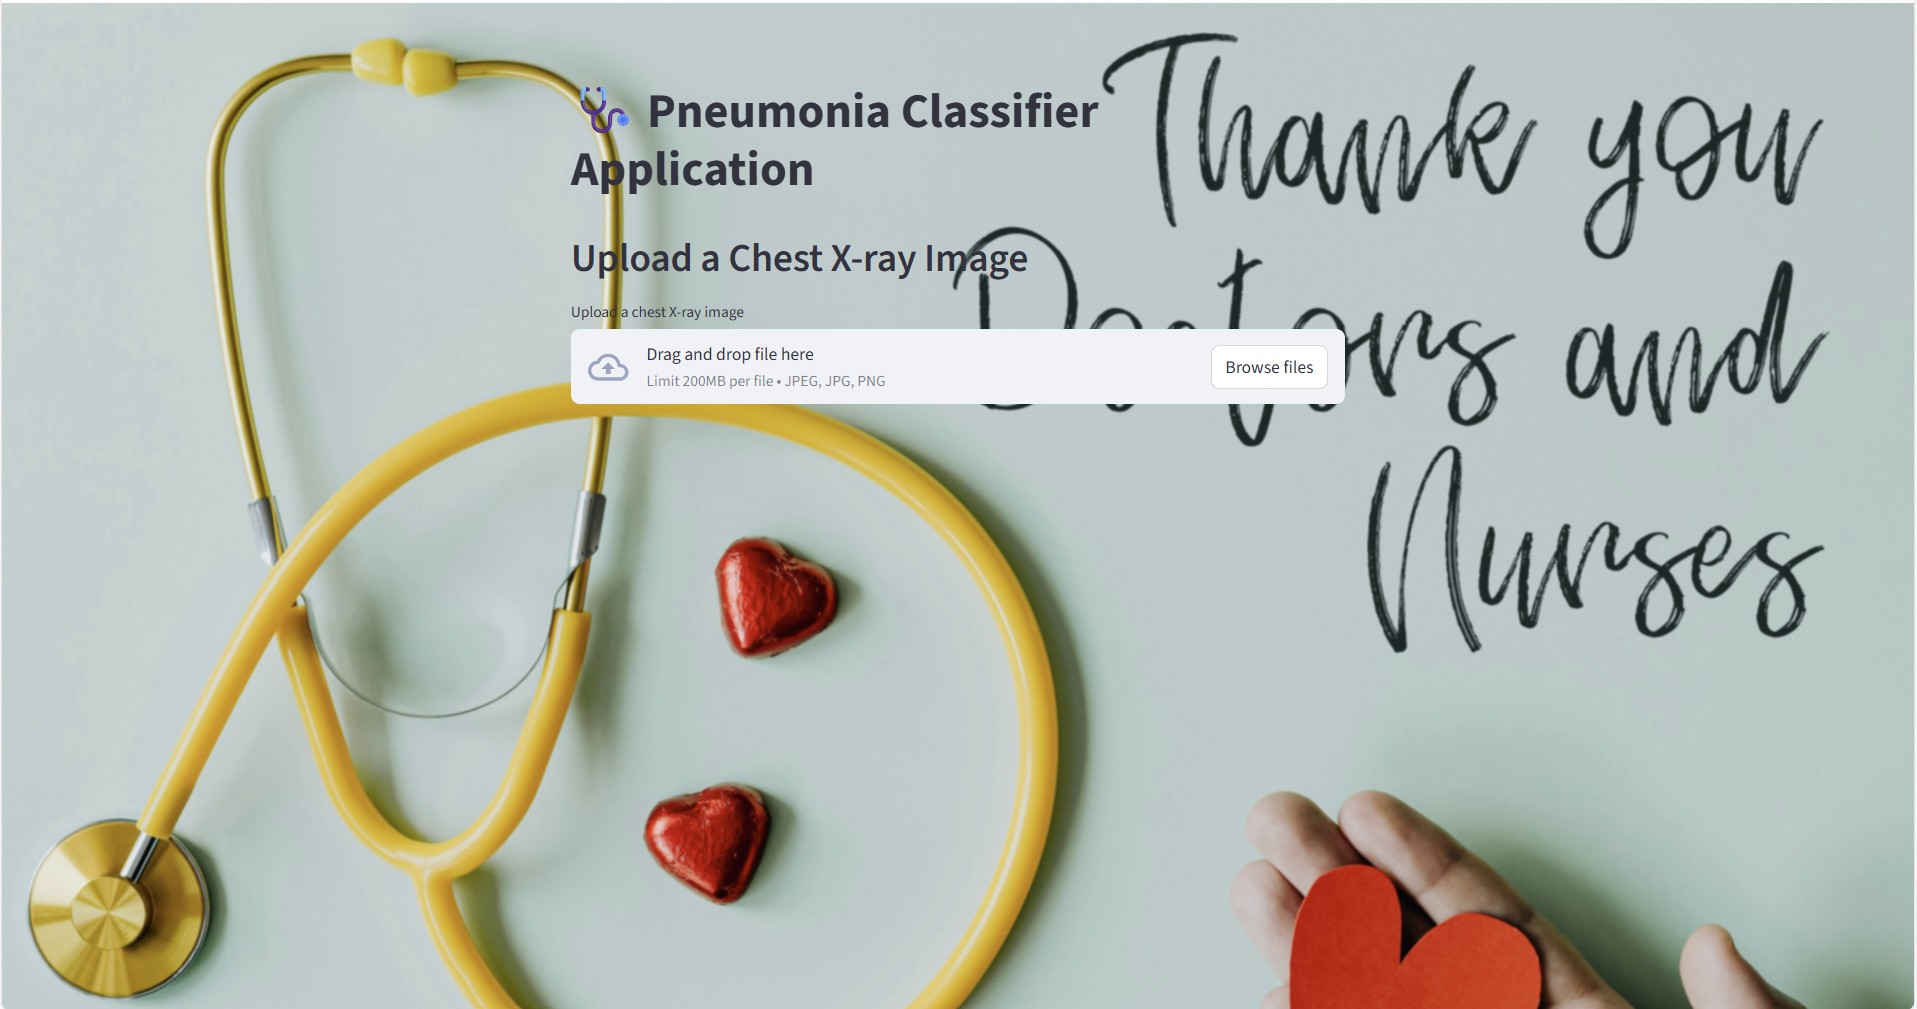 Pneumonia Classifier
Application
Upload a Chest X-ray Image
Upload a chest X-ray image
Drag and drop file here
Limit 200MB per file • JPEG, JPG, PNG
Browse files
Thank you
Doctors and
Nurses